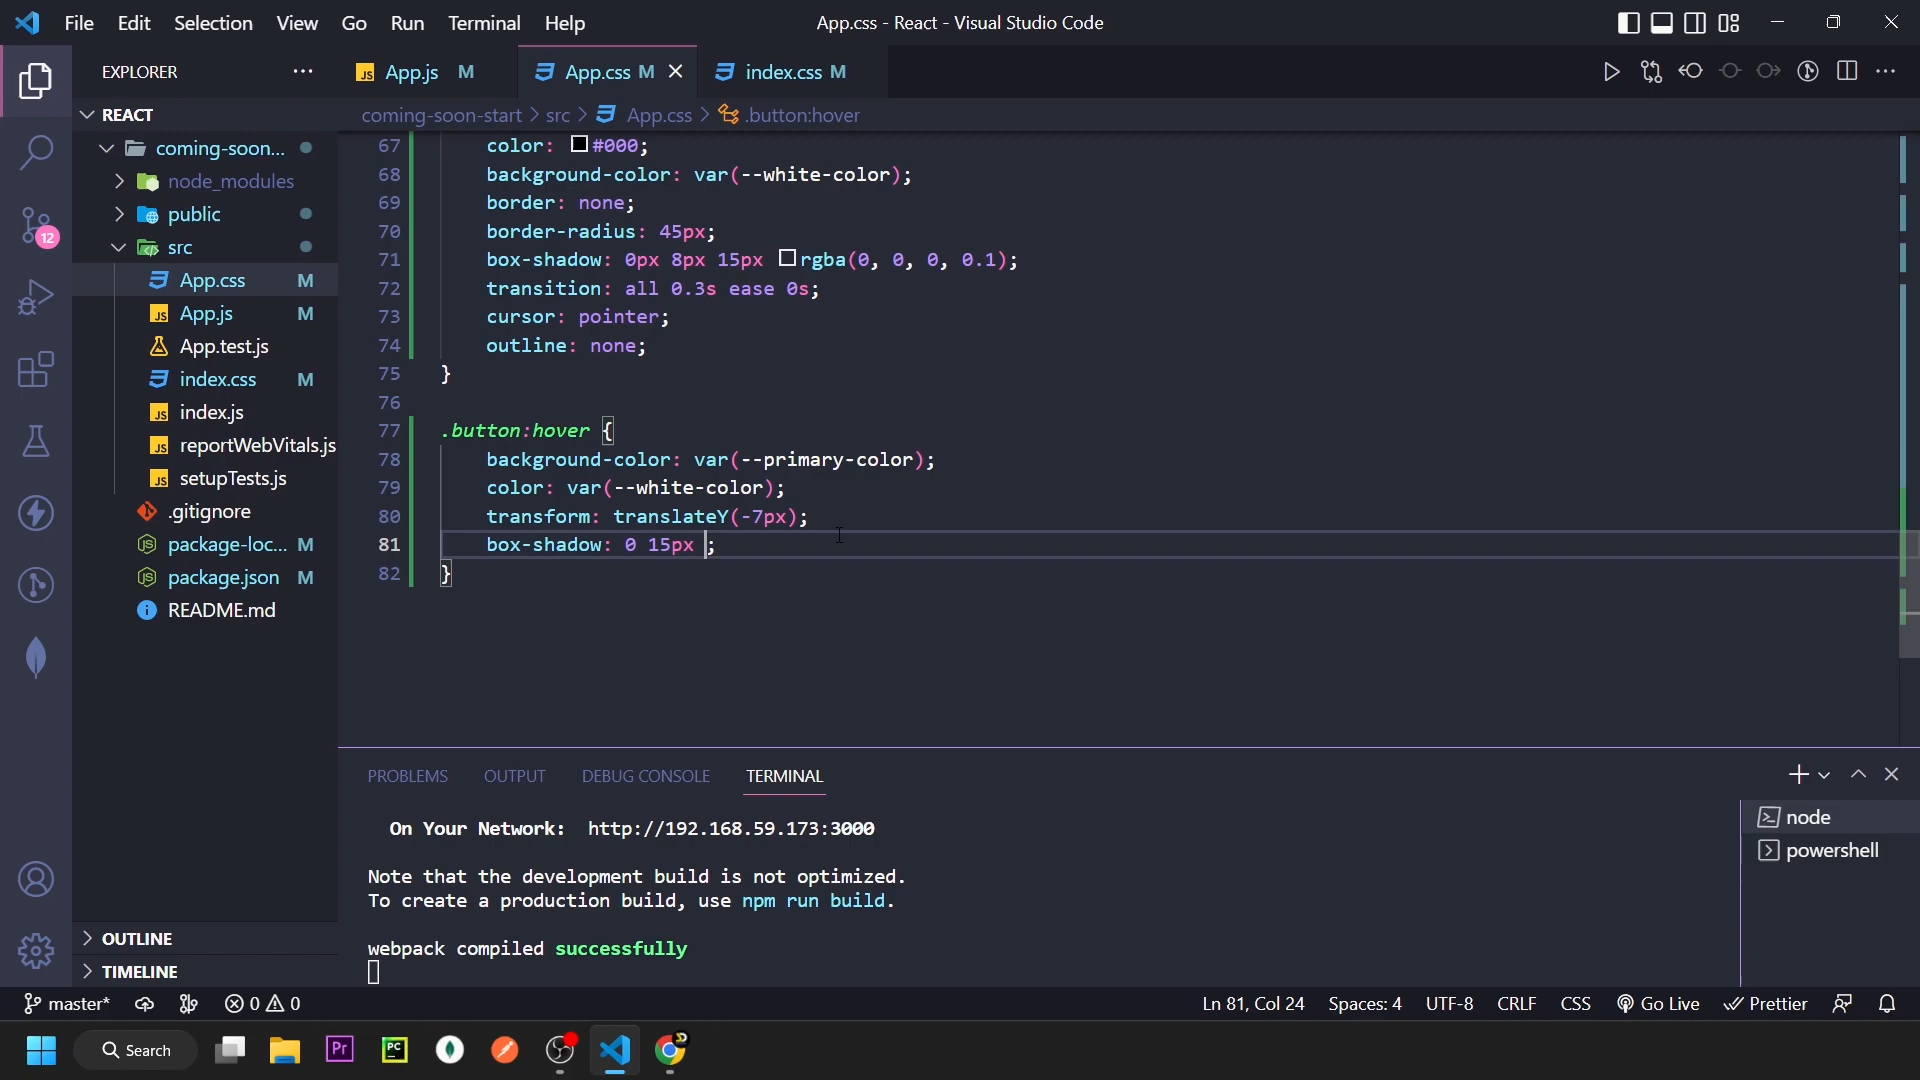 File Edit Selection View Go Run Terminal Help
App.css - React - Visual Studio Code
EXPLORER
App.js M
App.css M
index.css M
REACT
coming-soon-start > src > App.css > .button:hover
coming-soon...
node_modules
public
src
App.css M
App.js M
App.test.js
index.css M
index.js
reportWebVitals.js
setupTests.js
.gitignore
package-loc... M
package.json M
README.md
12
67 color: #000;
68 background-color: var(--white-color);
69 border: none;
70 border-radius: 45px;
71 box-shadow: 0px 8px 15px rgba(0, 0, 0, 0.1);
72 transition: all 0.3s ease 0s;
73 cursor: pointer;
74 outline: none;
75 }
76
77 .button:hover {
78 background-color: var(--primary-color);
79 color: var(--white-color);
80 transform: translateY(-7px);
81 box-shadow: 0 15px ;
82 }
PROBLEMS OUTPUT DEBUG CONSOLE TERMINAL
On Your Network: http://192.168.59.173:3000
Note that the development build is not optimized.
To create a production build, use npm run build.
webpack compiled successfully
node
powershell
OUTLINE
TIMELINE
master* 0 0
Ln 81, Col 24 Spaces: 4 UTF-8 CRLF CSS Go Live Prettier
Search
Pr
PC